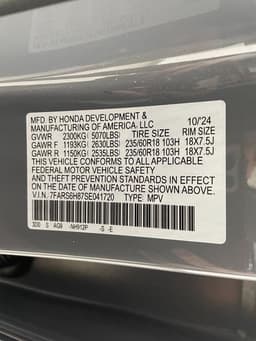 MFD. BY HONDA DEVELOPMENT & 10/24
MANUFACTURING OF AMERICA, LLC
GVWR 2300KG( 5070LBS) TIRE SIZE RIM SIZE
GAWR F 1193KG( 2630LBS) 235/60R18 103H 18X7.5J
GAWR R 1150KG( 2535LBS) 235/60R18 103H 18X7.5J
THIS VEHICLE CONFORMS TO ALL APPLICABLE
FEDERAL MOTOR VEHICLE SAFETY
AND THEFT PREVENTION STANDARDS IN EFFECT
ON THE DATE OF MANUFACTURE SHOWN ABOVE.
V.I.N.:7FARS6H87SE041720 TYPE: MPV
S NH912P -S -E